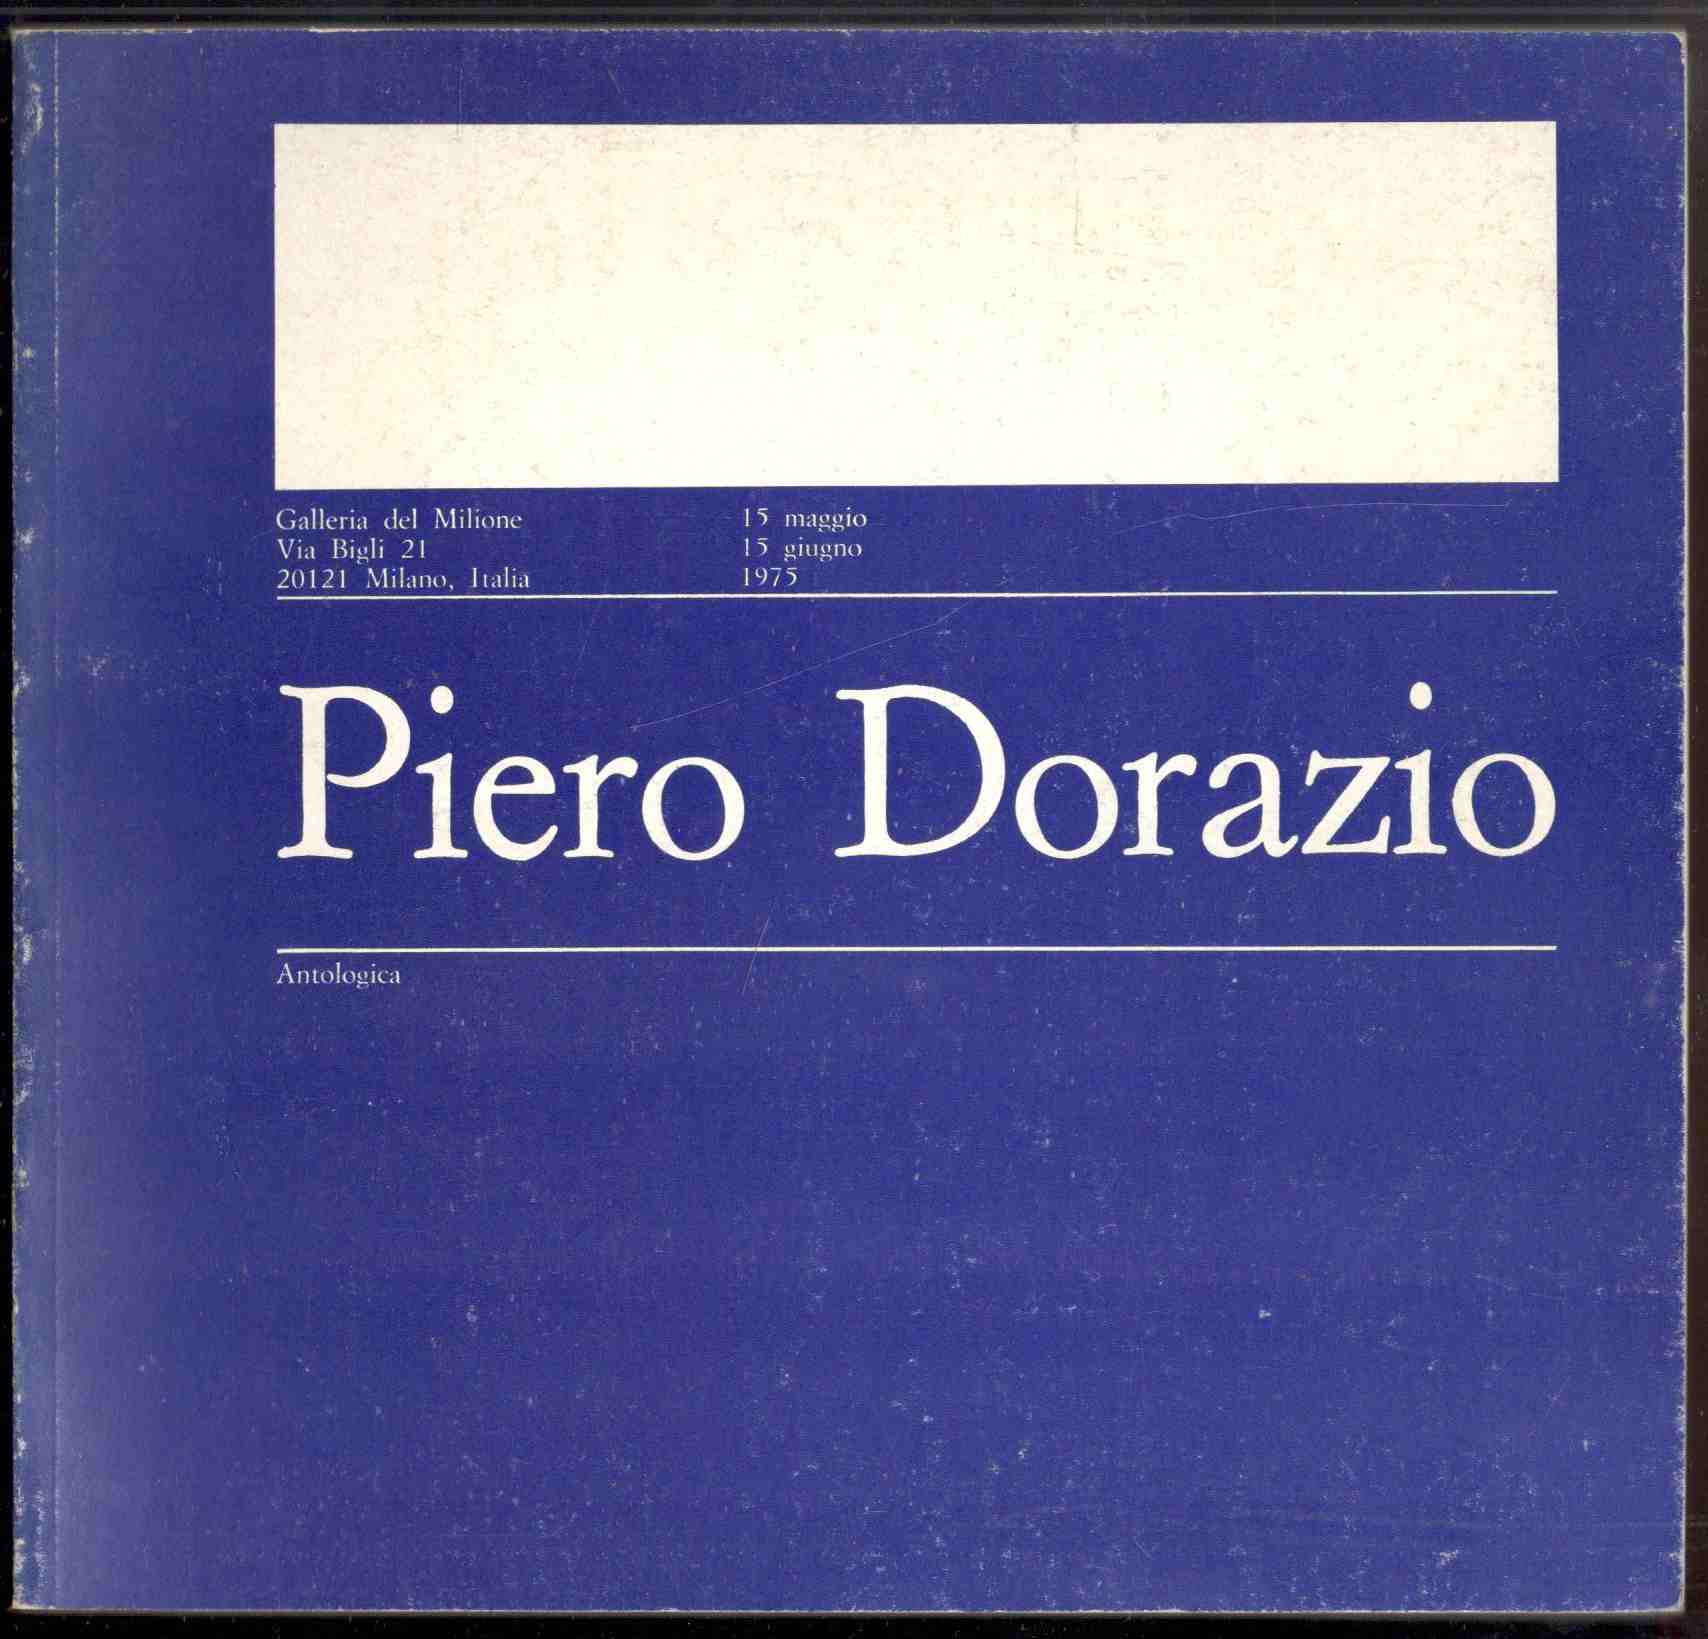 Galleria del Milione
Via Bigli 21
20121 Milano, Italia
15 maggio
15 giugno
1975
Piero Dorazio
Antologica